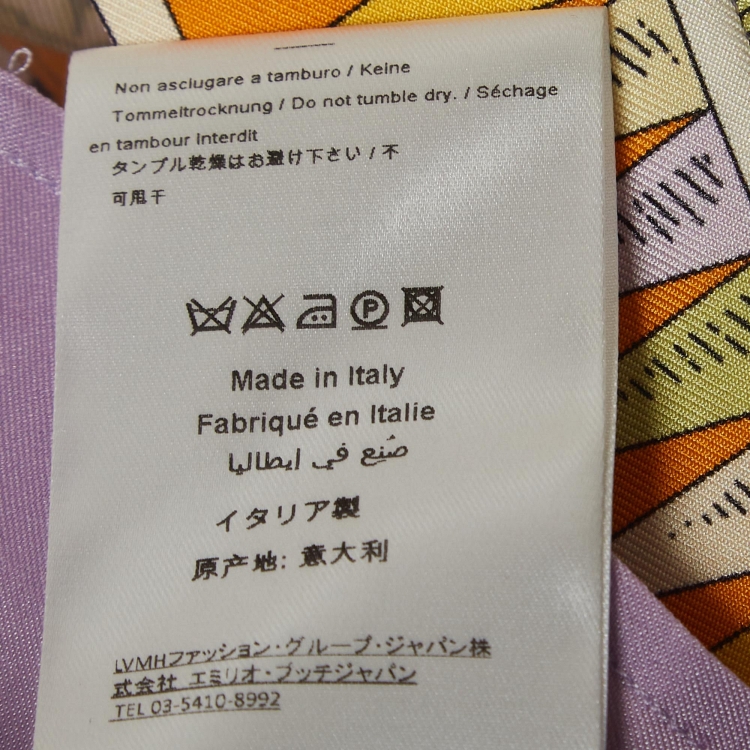 Non asciugare a tamburo / Keine
Tommeltrocknung / Do not tumble dry. / Séchage
en tambour interdit
タンブル乾燥はお避け下さい / 不
可甩干
P
Made in Italy
Fabriqué en Italie
صُنع في ايطاليا
イタリア製
原产地: 意大利
LVMHファッション・グループ・ジャパン株
式会社 エミリオ・プッチジャパン
TEL 03-5410-8992